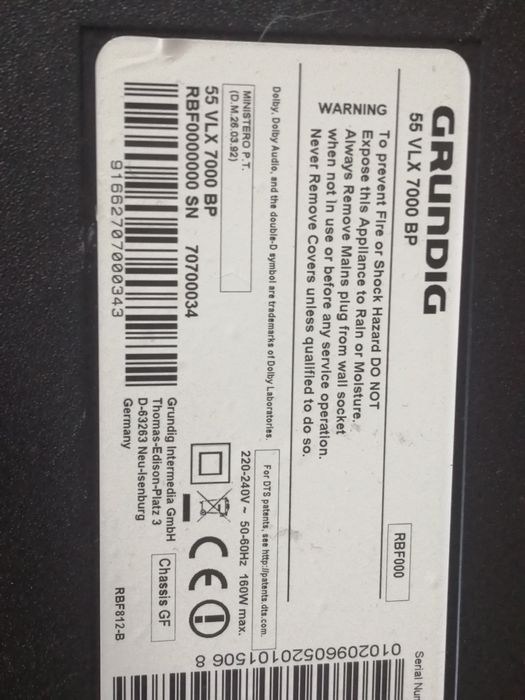 GRUNDIG
55 VLX 7000 BP
RBF000
Serial Nu
WARNING
To prevent Fire or Shock Hazard DO NOT
Expose this Appliance to Rain or Moisture.
Always Remove Mains plug from wall socket
when not in use or before any service operation.
Never Remove Covers unless qualified to do so.
Dolby, Dolby Audio, and the double-D symbol are trademarks of Dolby Laboratories.
For DTS patents, see http://patents.dts.com.
MINISTERO P.T.
(D.M.26.03.92)
220-240V ~ 50-60Hz 160W max.
55 VLX 7000 BP
RBF0000000 SN 70700034
91662707000343
Grundig Intermedia GmbH
Thomas-Edison-Platz 3
D-63263 Neu-Isenburg
Germany
CE
Chassis GF
RBF812-B
01020960520101506 8